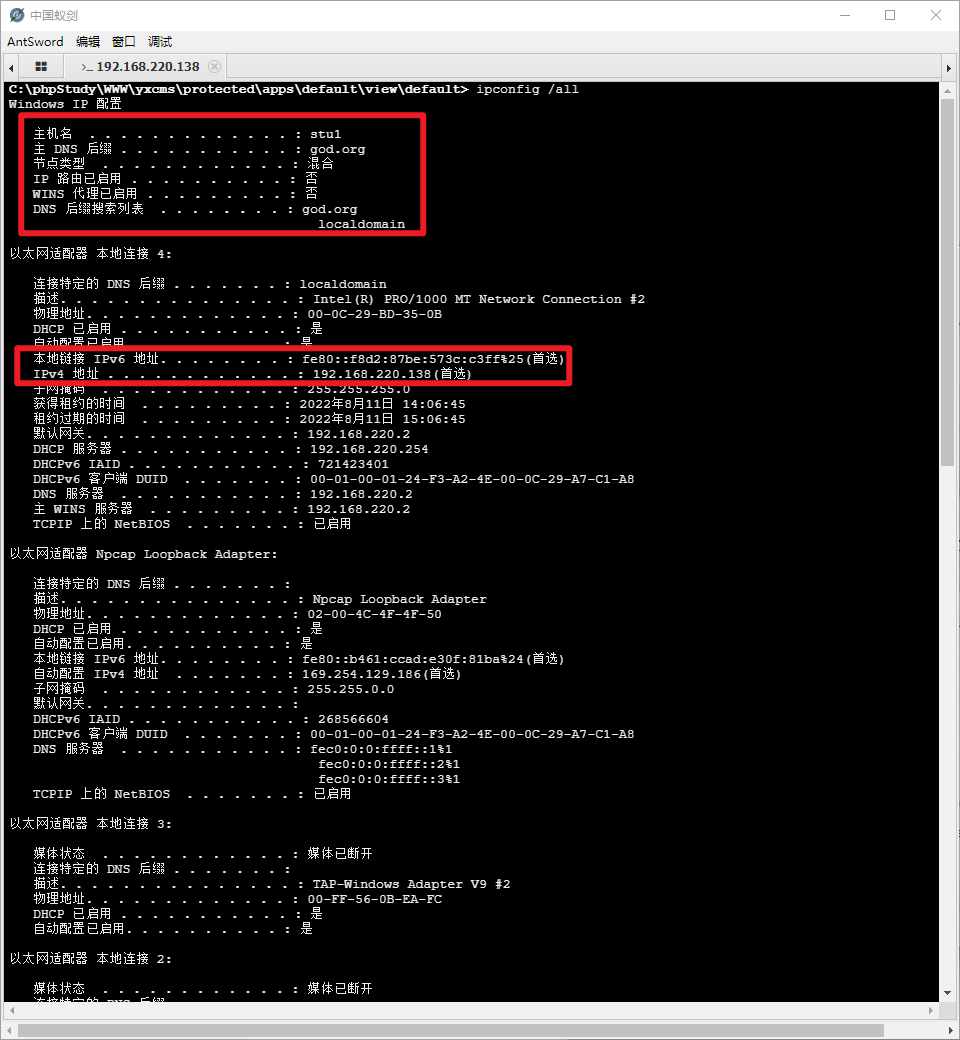 中国蚁剑
AntSword 编辑 窗口 调试
>_ 192.168.220.138
C:\phpStudy\WWW\yxcms\protected\apps\default\view\default> ipconfig /all
Windows IP 配置
主机名 . . . . . . . . . . . . . : stu1
主 DNS 后缀 . . . . . . . . . . . : god.org
节点类型 . . . . . . . . . . . . : 混合
IP 路由已启用 . . . . . . . . . . : 否
WINS 代理已启用 . . . . . . . . . : 否
DNS 后缀搜索列表 . . . . . . . . : god.org
localdomain
以太网适配器 本地连接 4:
连接特定的 DNS 后缀 . . . . . . . : localdomain
描述. . . . . . . . . . . . . . . : Intel(R) PRO/1000 MT Network Connection #2
物理地址. . . . . . . . . . . . . : 00-0C-29-BD-35-0B
DHCP 已启用 . . . . . . . . . . . : 是
自动配置已启用. . . . . . . . . . : 是
本地链接 IPv6 地址. . . . . . . . : fe80::f8d2:87be:573c:c3ff%25(首选)
IPv4 地址 . . . . . . . . . . . . : 192.168.220.138(首选)
子网掩码 . . . . . . . . . . . . : 255.255.255.0
获得租约的时间 . . . . . . . . . : 2022年8月11日 14:06:45
租约过期的时间 . . . . . . . . . : 2022年8月11日 15:06:45
默认网关. . . . . . . . . . . . . : 192.168.220.2
DHCP 服务器 . . . . . . . . . . . : 192.168.220.254
DHCPv6 IAID . . . . . . . . . . . : 721423401
DHCPv6 客户端 DUID . . . . . . . : 00-01-00-01-24-F3-A2-4E-00-0C-29-A7-C1-A8
DNS 服务器 . . . . . . . . . . . : 192.168.220.2
主 WINS 服务器 . . . . . . . . . : 192.168.220.2
TCPIP 上的 NetBIOS . . . . . . . : 已启用
以太网适配器 Npcap Loopback Adapter:
连接特定的 DNS 后缀 . . . . . . . :
描述. . . . . . . . . . . . . . . : Npcap Loopback Adapter
物理地址. . . . . . . . . . . . . : 02-00-4C-4F-4F-50
DHCP 已启用 . . . . . . . . . . . : 是
自动配置已启用. . . . . . . . . . : 是
本地链接 IPv6 地址. . . . . . . . : fe80::b461:ccad:e30f:81ba%24(首选)
自动配置 IPv4 地址 . . . . . . . : 169.254.129.186(首选)
子网掩码 . . . . . . . . . . . . : 255.255.0.0
默认网关. . . . . . . . . . . . . :
DHCPv6 IAID . . . . . . . . . . . : 268566604
DHCPv6 客户端 DUID . . . . . . . : 00-01-00-01-24-F3-A2-4E-00-0C-29-A7-C1-A8
DNS 服务器 . . . . . . . . . . . : fec0:0:0:ffff::1%1
fec0:0:0:ffff::2%1
fec0:0:0:ffff::3%1
TCPIP 上的 NetBIOS . . . . . . . : 已启用
以太网适配器 本地连接 3:
媒体状态 . . . . . . . . . . . . : 媒体已断开
连接特定的 DNS 后缀 . . . . . . . :
描述. . . . . . . . . . . . . . . : TAP-Windows Adapter V9 #2
物理地址. . . . . . . . . . . . . : 00-FF-56-0B-EA-FC
DHCP 已启用 . . . . . . . . . . . : 是
自动配置已启用. . . . . . . . . . : 是
以太网适配器 本地连接 2:
媒体状态 . . . . . . . . . . . . : 媒体已断开
连接特定的 DNS 后缀 . . . . . . . :